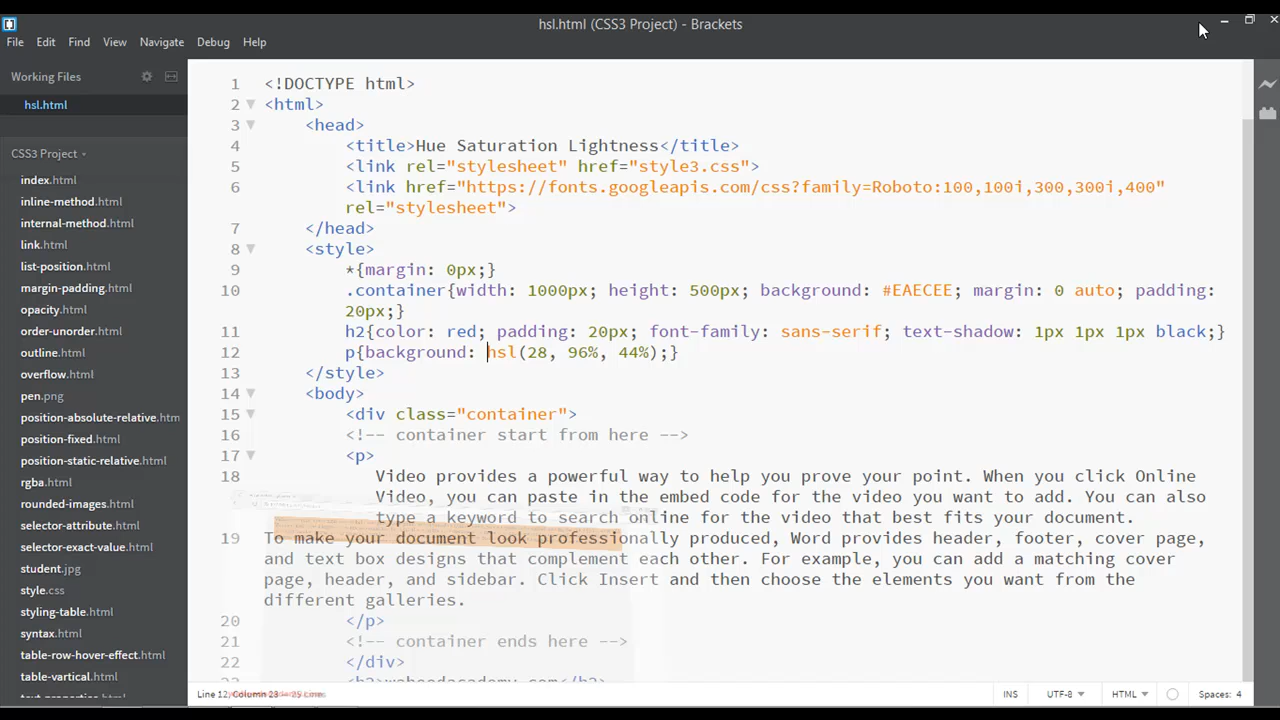 hsl.html (CSS3 Project) - Brackets
File Edit Find View Navigate Debug Help
Working Files
hsl.html
CSS3 Project
index.html
inline-method.html
internal-method.html
link.html
list-position.html
margin-padding.html
opacity.html
order-unorder.html
outline.html
overflow.html
pen.png
position-absolute-relative.htm
position-fixed.html
position-static-relative.html
rgba.html
rounded-images.html
selector-attribute.html
selector-exact-value.html
student.jpg
style.css
styling-table.html
syntax.html
table-row-hover-effect.html
table-vartical.html
text-properties.html
1 <!DOCTYPE html>
2 <html>
3 <head>
4 <title>Hue Saturation Lightness</title>
5 <link rel="stylesheet" href="style3.css">
6 <link href="https://fonts.googleapis.com/css?family=Roboto:100,100i,300,300i,400"
rel="stylesheet">
7 </head>
8 <style>
9 *{margin: 0px;}
10 .container{width: 1000px; height: 500px; background: #EAECEE; margin: 0 auto; padding:
20px;}
11 h2{color: red; padding: 20px; font-family: sans-serif; text-shadow: 1px 1px 1px black;}
12 p{background: hsl(28, 96%, 44%);}
13 </style>
14 <body>
15 <div class="container">
16 <!-- container start from here -->
17 <p>
18 Video provides a powerful way to help you prove your point. When you click Online
Video, you can paste in the embed code for the video you want to add. You can also
type a keyword to search online for the video that best fits your document.
19 To make your document look professionally produced, Word provides header, footer, cover page,
and text box designs that complement each other. For example, you can add a matching cover
page, header, and sidebar. Click Insert and then choose the elements you want from the
different galleries.
20 </p>
21 <!-- container ends here -->
22 </div>
Line 12, Column 23 — 25 Lines
INS UTF-8 HTML Spaces: 4